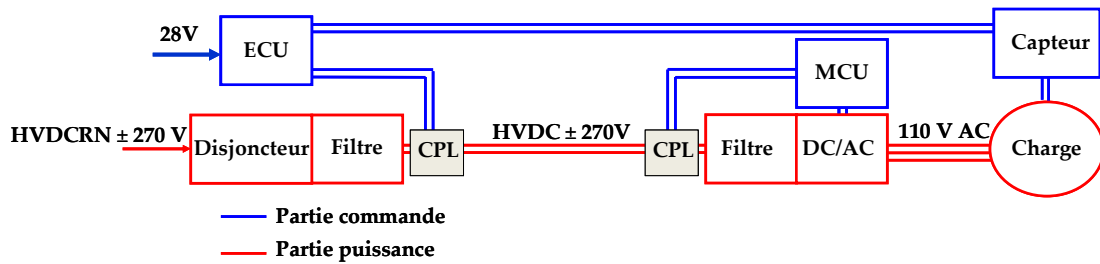 28V
ECU
Capteur
MCU
HVDCRN ± 270 V
Disjoncteur
Filtre
CPL
HVDC ± 270V
CPL
Filtre
DC/AC
110 V AC
Charge
Partie commande
Partie puissance